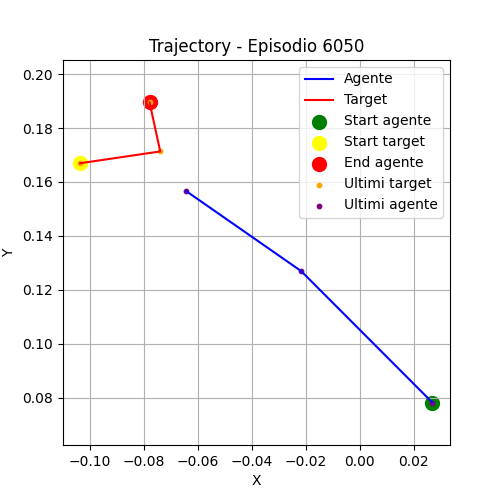 Trajectory - Episodio 6050
Y
0.20
0.18
0.16
0.14
0.12
0.10
0.08
Agente
Target
Start agente
Start target
End agente
Ultimi target
Ultimi agente
−0.10 −0.08 −0.06 −0.04 −0.02 0.00 0.02
X